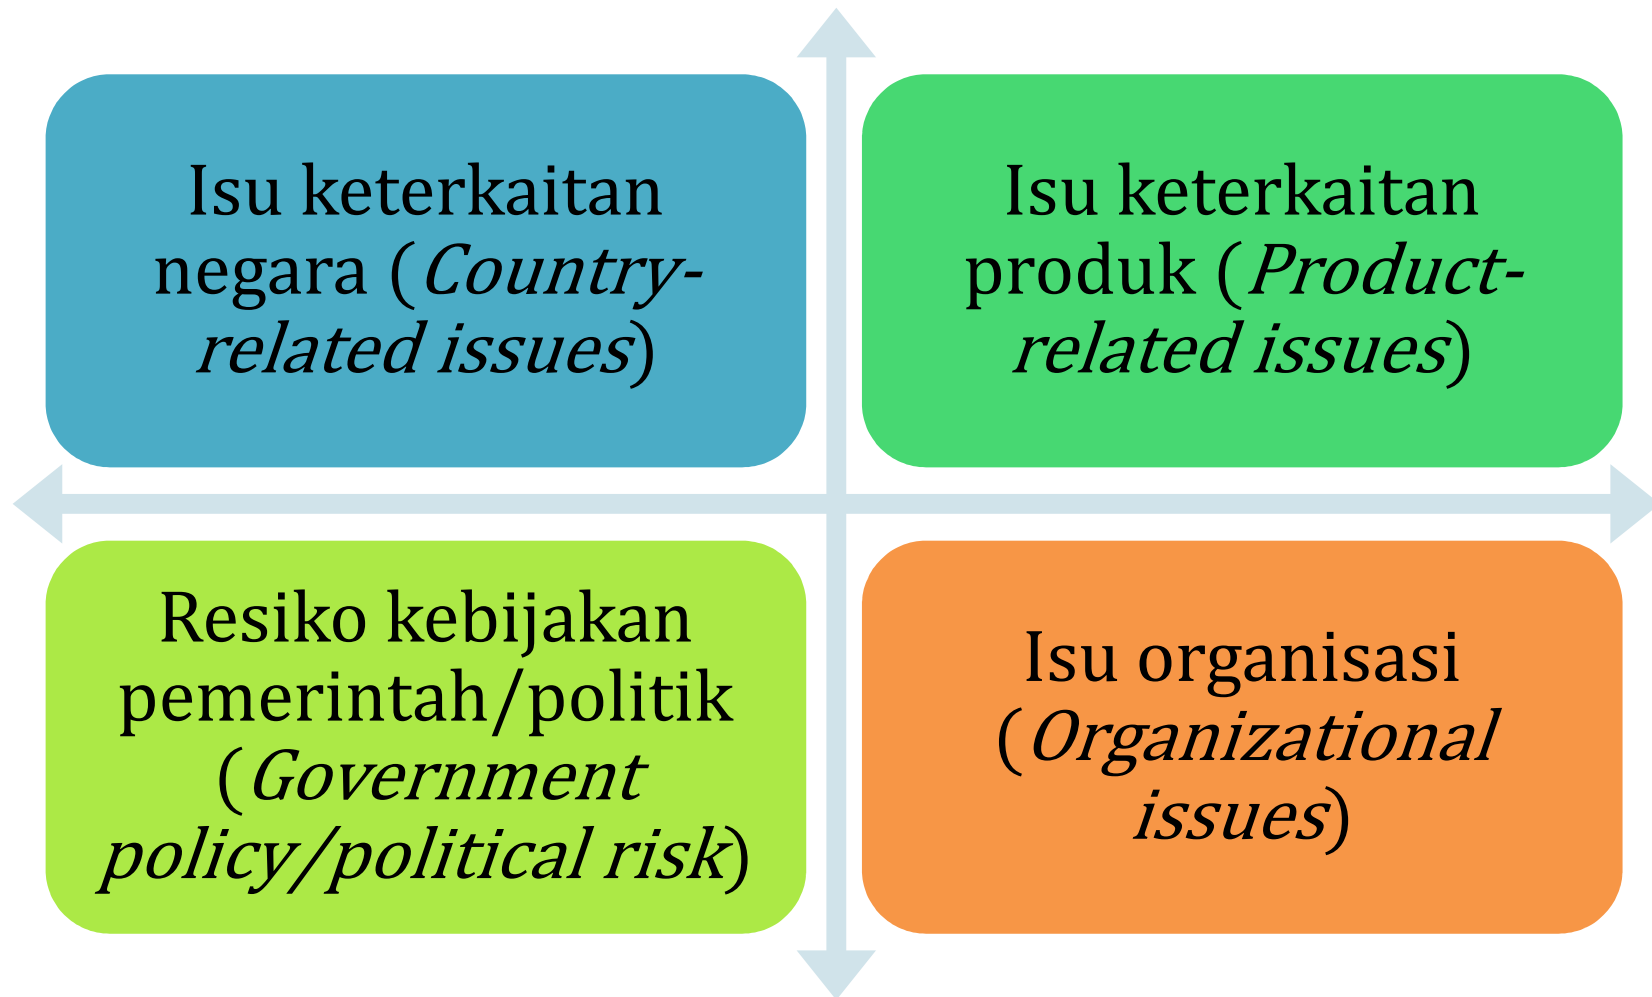 Isu keterkaitan
negara (Country-
related issues)
Isu keterkaitan
produk (Product-
related issues)
Resiko kebijakan
pemerintah/politik
(Government
policy/political risk)
Isu organisasi
(Organizational
issues)